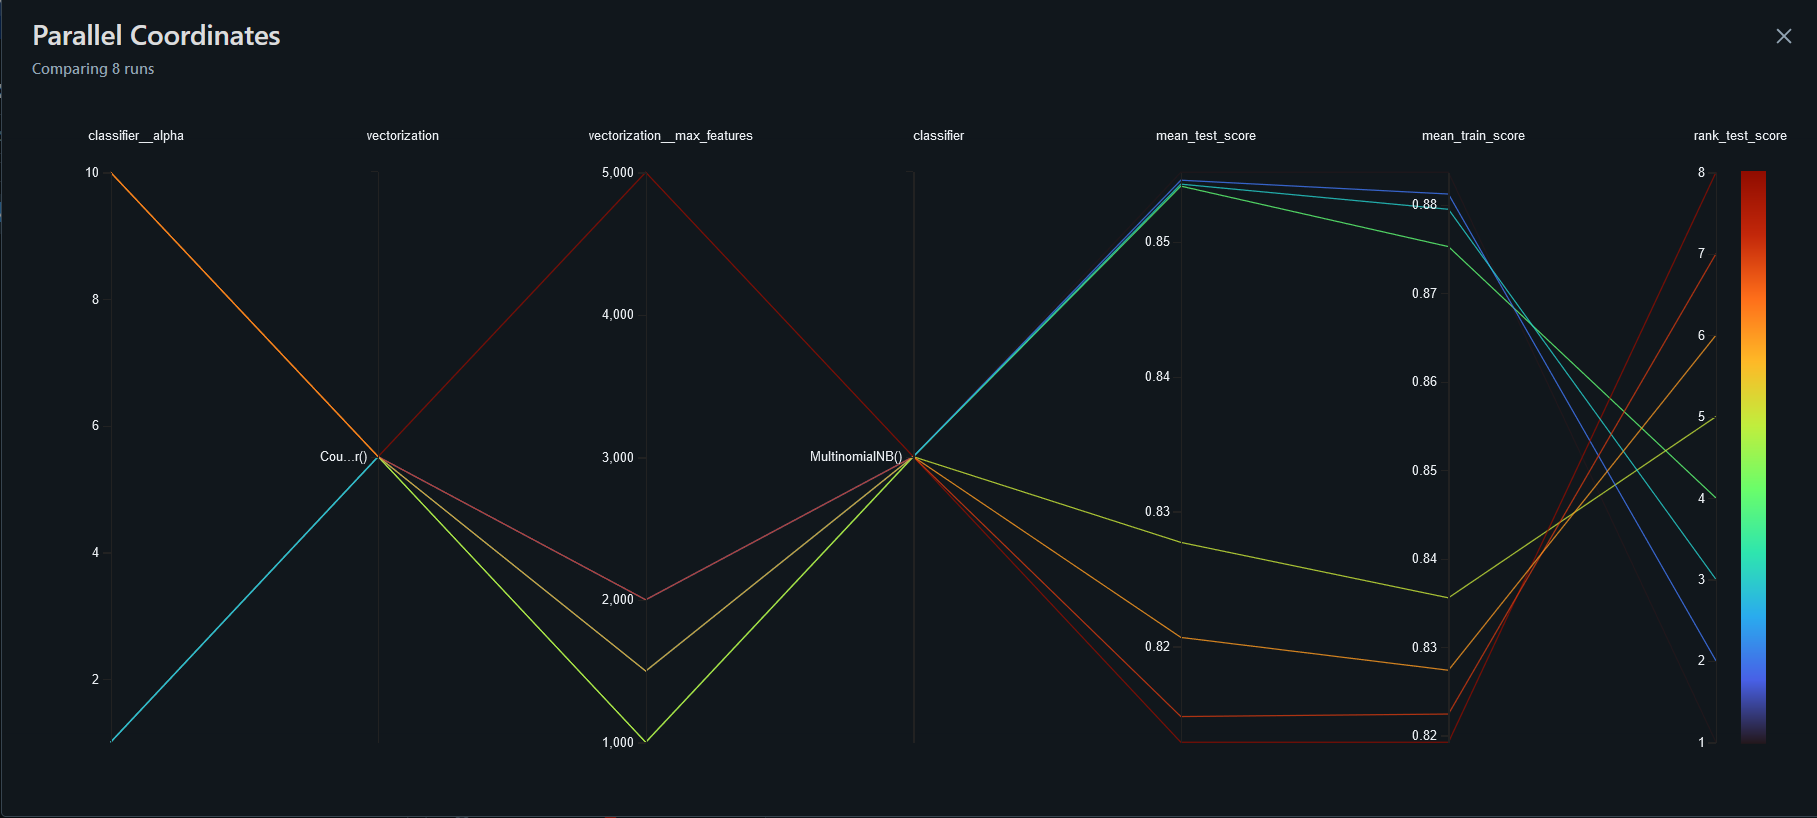 Parallel Coordinates
Comparing 8 runs
classifier__alpha
vectorization
vectorization__max_features
classifier
mean_test_score
mean_train_score
rank_test_score
10
8
6
4
2
Cou...r()
5,000
4,000
3,000
2,000
1,000
MultinomialNB()
0.85
0.84
0.83
0.82
0.88
0.87
0.86
0.85
0.84
0.83
0.82
8
7
6
5
4
3
2
1